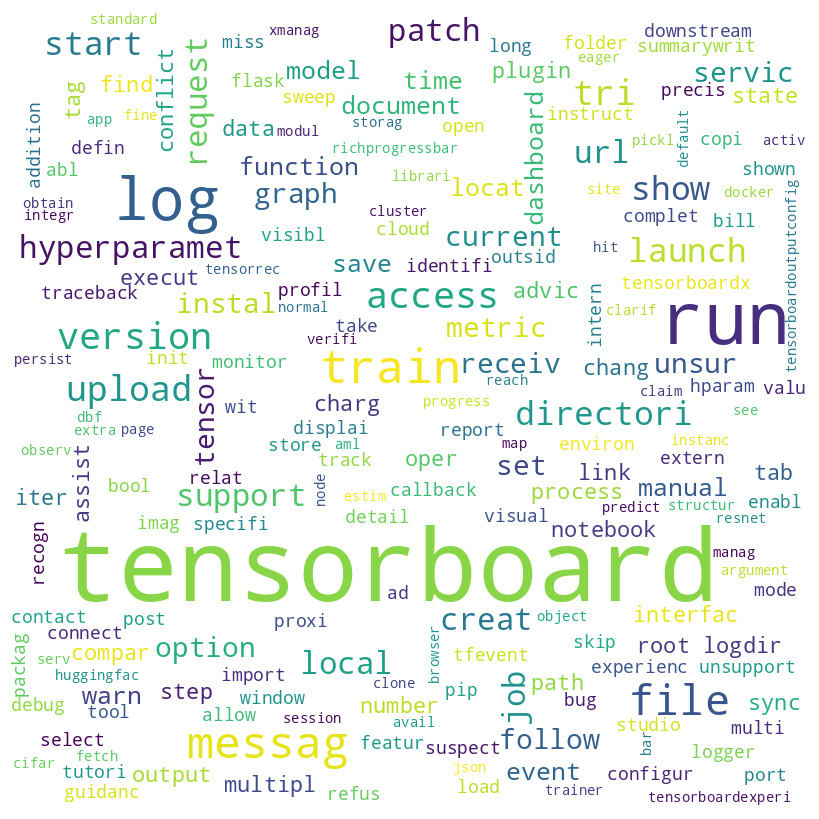 standard
xmanag
start
patch
long
folder
downstream
summarywrit
miss
eager
request
conflict
tag
find
flask
model
time
plugin
servic
sweep
document
tri
instruct
precis
state
addition
app
fine
data
modul
storag
open
dashboard
url
pickl
default
copi
activ
defin
richprogressbar
abl
function
librari
shown
obtain
integr
log
graph
locat
site
show
docker
cluster
complet
bill
hyperparamet
visibl
cloud
current
outsid
hit
launch
execut
tensorrec
save
identifi
tensorboardx
tensorboardoutputconfig
traceback
instal
profil
normal
access
advic
intern
clarif
run
version
take
verifi
metric
persist
init
monitor
train
receiv
chang
unsur
upload
tensor
wit
charg
reach
progress
claim
hparam
valu
dbf
extra
page
displai
report
directori
see
observ
store
aml
map
environ
instanc
assist
relat
track
oper
set
link
extern
tab
iter
bool
support
node
estim
callback
process
manual
enabl
predict
structur
imag
specifi
detail
visual
notebook
resnet
recogn
tensorboard
manag
argument
ad
mode
contact
post
proxi
creat
object
interfac
connect
packag
serv
compar
option
local
browser
tfevent
skip
root
logdir
huggingfac
import
experienc
unsupport
debug
warn
tool
step
window
clone
number
pip
job
path
bug
file
sync
allow
session
avail
studio
multi
select
messag
featur
suspect
follow
bar
logger
cifar
fetch
tutori
output
multipl
json
load
event
configur
port
guidanc
refus
trainer
tensorboardexperi